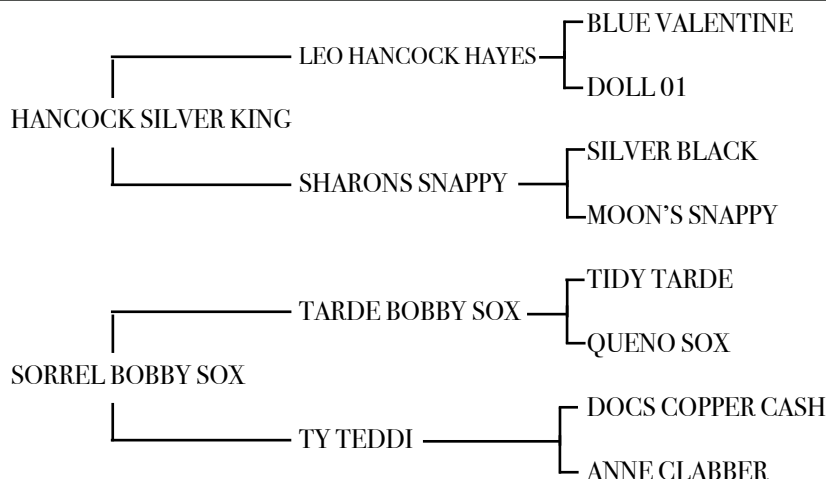 BLUE VALENTINE
LEO HANCOCK HAYES
DOLL 01
HANCOCK SILVER KING
SILVER BLACK
SHARONS SNAPPY
MOON'S SNAPPY
TIDY TARDE
TARDE BOBBY SOX
QUENO SOX
SORREL BOBBY SOX
DOCS COPPER CASH
TY TEDDI
ANNE CLABBER